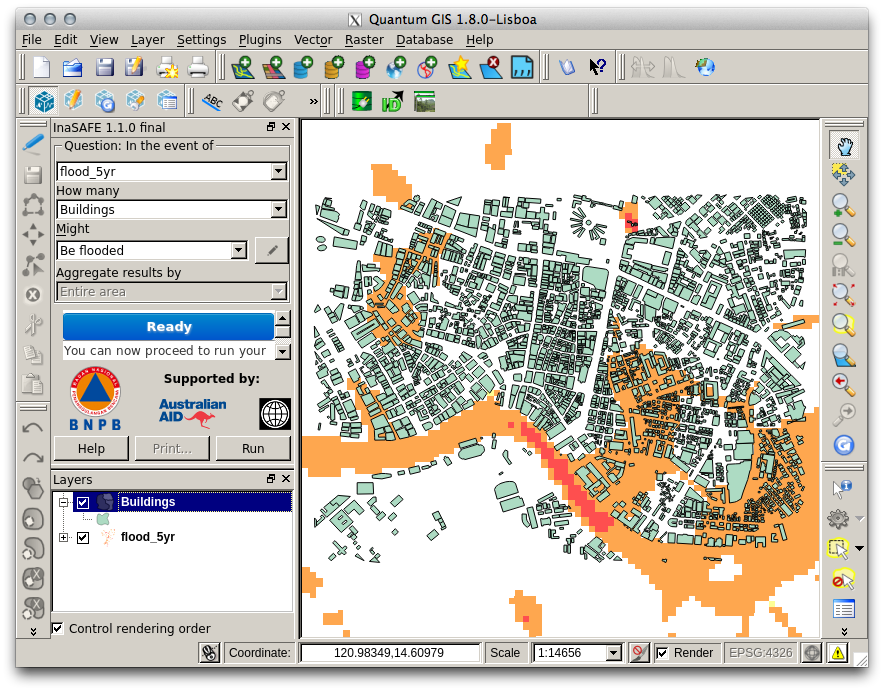 Quantum GIS 1.8.0-Lisboa
File Edit View Layer Settings Plugins Vector Raster Database Help
ABC
»
InaSAFE 1.1.0 final
Question: In the event of
flood_5yr
How many
Buildings
Might
Be flooded
Aggregate results by
Entire area
Ready
You can now proceed to run your
Supported by:
Australian
AID
BNPB
Help Print... Run
Layers
Buildings
flood_5yr
Control rendering order
Coordinate: 120.98349,14.60979 Scale 1:14656 Render EPSG:4326